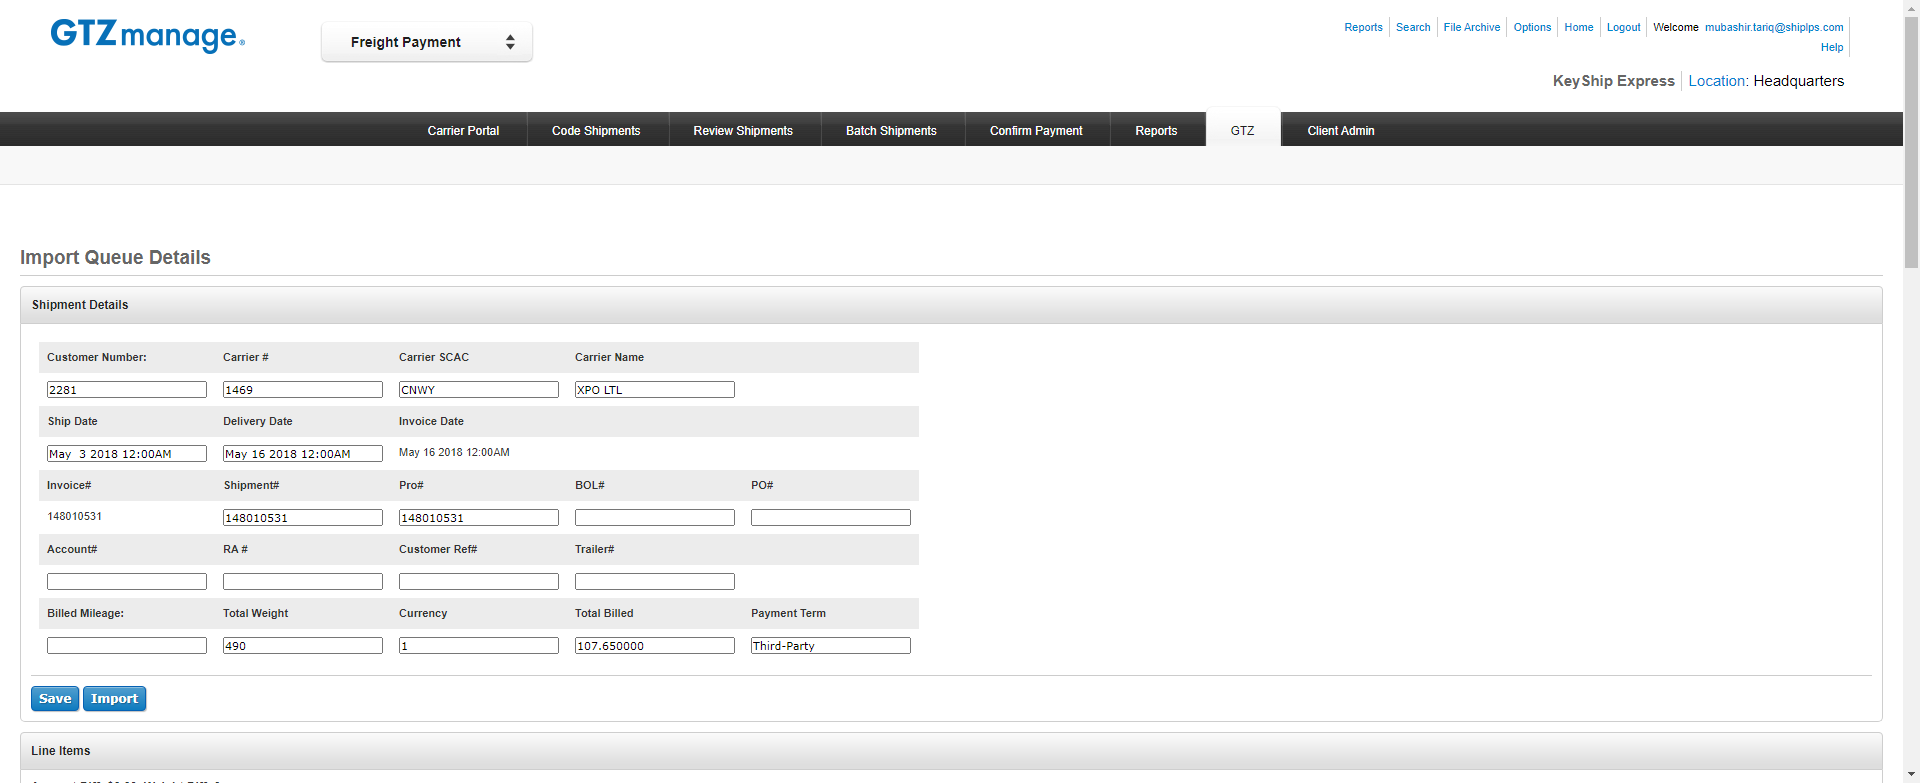 GTZmanage®
Freight Payment
Reports Search File Archive Options Home Logout Welcome mubashir.tariq@shiplps.com
Help
KeyShip Express Location: Headquarters
Carrier Portal Code Shipments Review Shipments Batch Shipments Confirm Payment Reports GTZ Client Admin
Import Queue Details
Shipment Details
Customer Number: Carrier # Carrier SCAC Carrier Name
2281 1469 CNWY XPO LTL
Ship Date Delivery Date Invoice Date
May 3 2018 12:00AM May 16 2018 12:00AM May 16 2018 12:00AM
Invoice# Shipment# Pro# BOL# PO#
148010531 148010531 148010531
Account# RA # Customer Ref# Trailer#
Billed Mileage: Total Weight Currency Total Billed Payment Term
490 1 107.650000 Third-Party
Save Import
Line Items